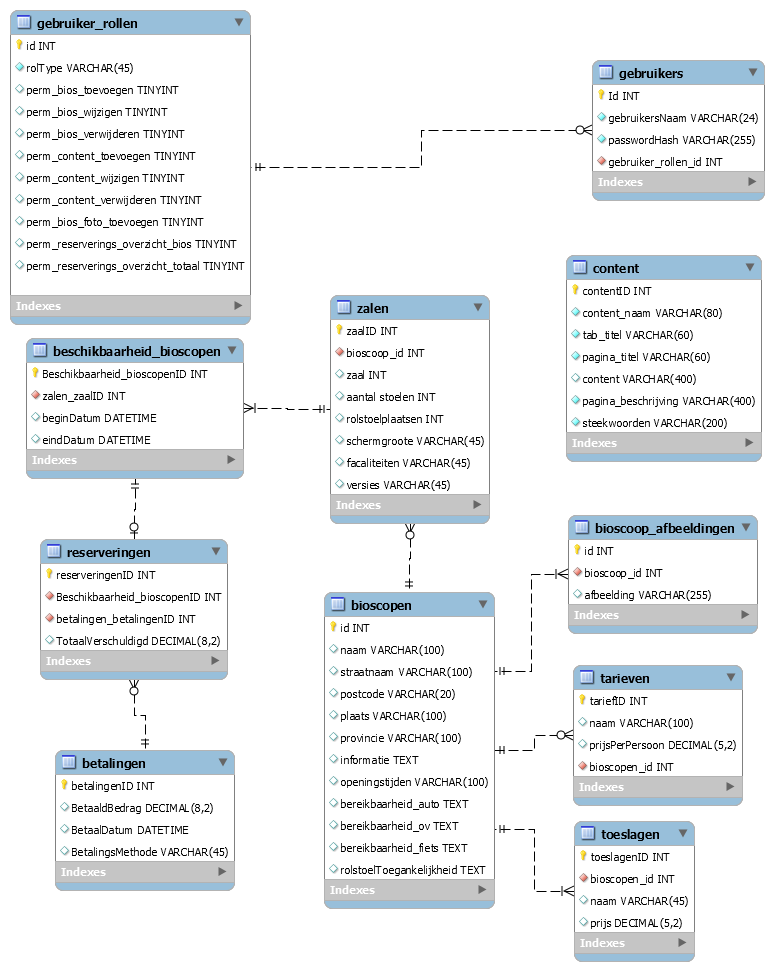 gebruiker_rollen
id INT
rolType VARCHAR(45)
perm_bios_toevoegen TINYINT
perm_bios_wijzigen TINYINT
perm_bios_verwijderen TINYINT
perm_content_toevoegen TINYINT
perm_content_wijzigen TINYINT
perm_content_verwijderen TINYINT
perm_bios_foto_toevoegen TINYINT
perm_reserverings_overzicht_bios TINYINT
perm_reserverings_overzicht_totaal TINYINT
Indexes
gebruikers
Id INT
gebruikersNaam VARCHAR(24)
passwordHash VARCHAR(255)
gebruiker_rollen_id INT
Indexes
content
contentID INT
content_naam VARCHAR(80)
tab_titel VARCHAR(60)
pagina_titel VARCHAR(60)
content VARCHAR(400)
pagina_beschrijving VARCHAR(400)
steekwoorden VARCHAR(200)
Indexes
zalen
zaalID INT
bioscoop_id INT
zaal INT
aantal stoelen INT
rolstoelplaatsen INT
schermgroote VARCHAR(45)
facaliteiten VARCHAR(45)
versies VARCHAR(45)
Indexes
beschikbaarheid_bioscopen
Beschikbaarheid_bioscopenID INT
zalen_zaalID INT
beginDatum DATETIME
eindDatum DATETIME
Indexes
reserveringen
reserveringenID INT
Beschikbaarheid_bioscopenID INT
betalingen_betalingenID INT
TotaalVerschuldigd DECIMAL(8,2)
Indexes
betalingen
betalingenID INT
BetaaldBedrag DECIMAL(8,2)
BetaalDatum DATETIME
BetalingsMethode VARCHAR(45)
Indexes
bioscopen
id INT
naam VARCHAR(100)
straatnaam VARCHAR(100)
postcode VARCHAR(20)
plaats VARCHAR(100)
provincie VARCHAR(100)
informatie TEXT
openingstijden VARCHAR(100)
bereikbaarheid_auto TEXT
bereikbaarheid_ov TEXT
bereikbaarheid_fiets TEXT
rolstoelToegankelijkheid TEXT
Indexes
bioscoop_afbeeldingen
id INT
bioscoop_id INT
afbeelding VARCHAR(255)
Indexes
tarieven
tariefID INT
naam VARCHAR(100)
prijsPerPersoon DECIMAL(5,2)
bioscopen_id INT
Indexes
toeslagen
toeslagenID INT
bioscopen_id INT
naam VARCHAR(45)
prijs DECIMAL(5,2)
Indexes